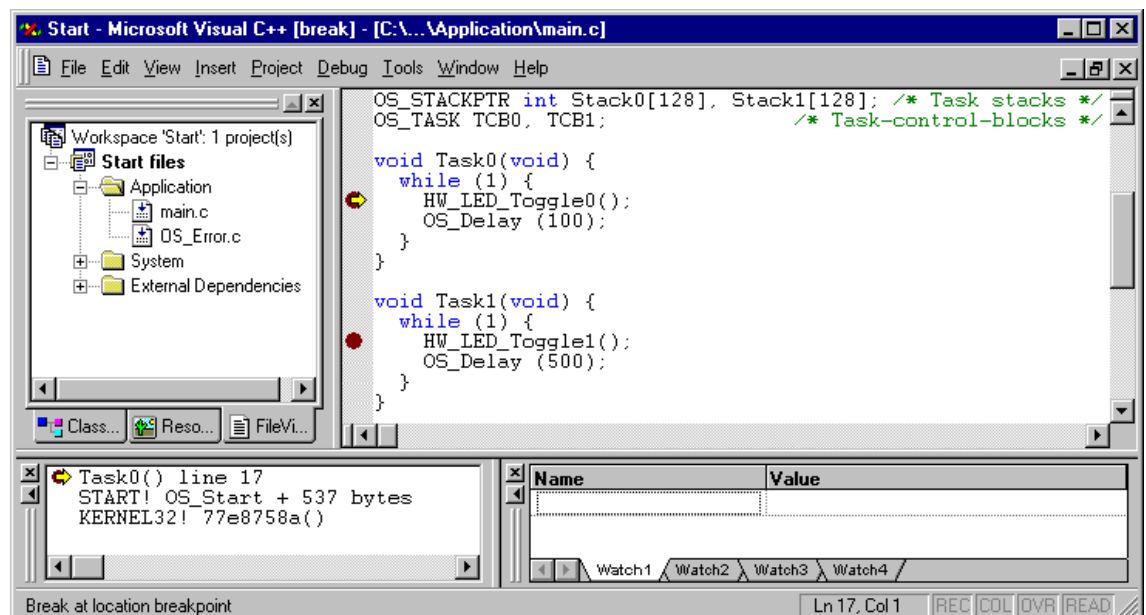 Start - Microsoft Visual C++ [break] - [C:\...\Application\main.c]
File Edit View Insert Project Debug Tools Window Help
Workspace 'Start': 1 project(s)
Start files
Application
main.c
OS_Error.c
System
External Dependencies
Class... Reso... FileVi...
OS_STACKPTR int Stack0[128], Stack1[128]; /* Task stacks */
OS_TASK TCB0, TCB1; /* Task-control-blocks */
void Task0(void) {
while (1) {
HW_LED_Toggle0();
OS_Delay (100);
}
}
void Task1(void) {
while (1) {
HW_LED_Toggle1();
OS_Delay (500);
}
}
Task0() line 17
START! OS_Start + 537 bytes
KERNEL32! 77e8758a()
Name Value
Watch1 Watch2 Watch3 Watch4
Break at location breakpoint Ln 17, Col 1 REC COL OVR READ